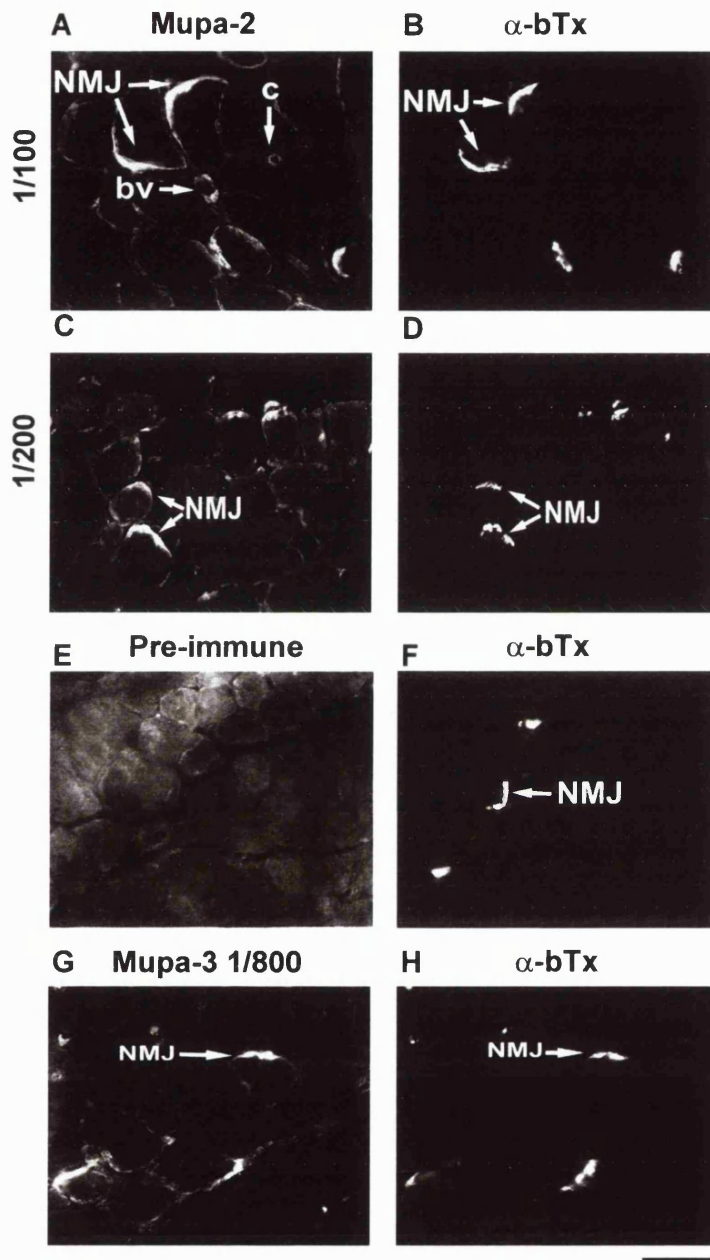 A Mupa-2 B α-bTx
1/100
NMJ
c
bv
NMJ
C D
1/200
NMJ
NMJ
E Pre-immune F α-bTx
NMJ
G Mupa-3 1/800 H α-bTx
NMJ
NMJ